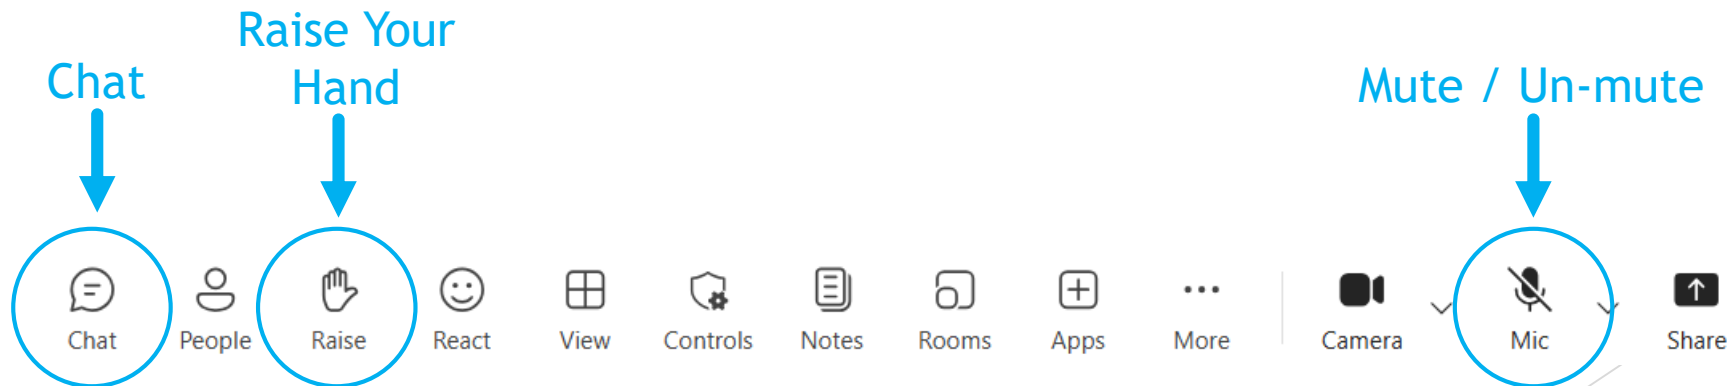 Chat
Raise Your
Hand
Mute / Un-mute
Chat
People
Raise
React
View
Controls
Notes
Rooms
Apps
More
Camera
Mic
Share